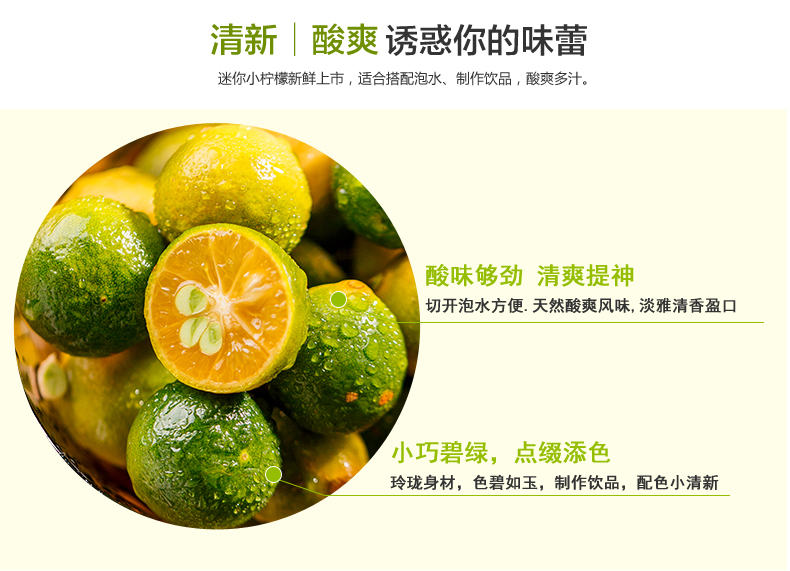 清新｜酸爽 诱惑你的味蕾
迷你小柠檬新鲜上市，适合搭配泡水、制作饮品，酸爽多汁。
酸味够劲 清爽提神
切开泡水方便.天然酸爽风味,淡雅清香盈口
小巧碧绿，点缀添色
玲珑身材，色碧如玉，制作饮品，配色小清新